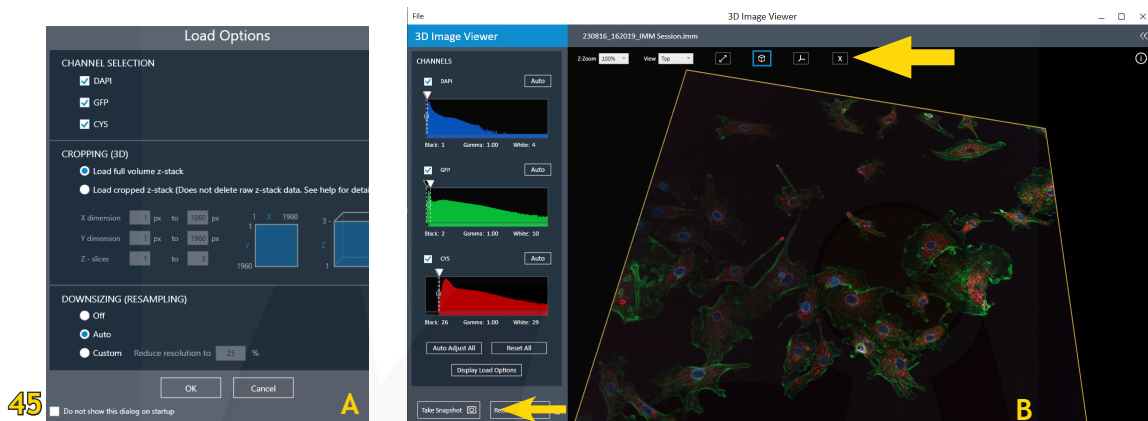 Load Options
CHANNEL SELECTION
DAPI
GFP
CY5
CROPPING (3D)
Load full volume z-stack
Load cropped z-stack (Does not delete raw z-stack data. See help for detai
X dimension 1 px to 1960 px
Y dimension 1 px to 1960 px
Z - slices 1 to 3
1 X 1960
1
Y
1960
3 -
Z
1
DOWNSIZING (RESAMPLING)
Off
Auto
Custom Reduce resolution to 25 %
OK Cancel
Do not show this dialog on startup
45
A
File
3D Image Viewer
3D Image Viewer
230816_162019_IMM Session.imm
CHANNELS
DAPI Auto
Black: 1 Gamma: 1.00 White: 4
GFP Auto
Black: 2 Gamma: 1.00 White: 10
CY5 Auto
Black: 26 Gamma: 1.00 White: 29
Auto Adjust All Reset All
Display Load Options
Take Snapshot
Z-Zoom 100% View Top
X
B